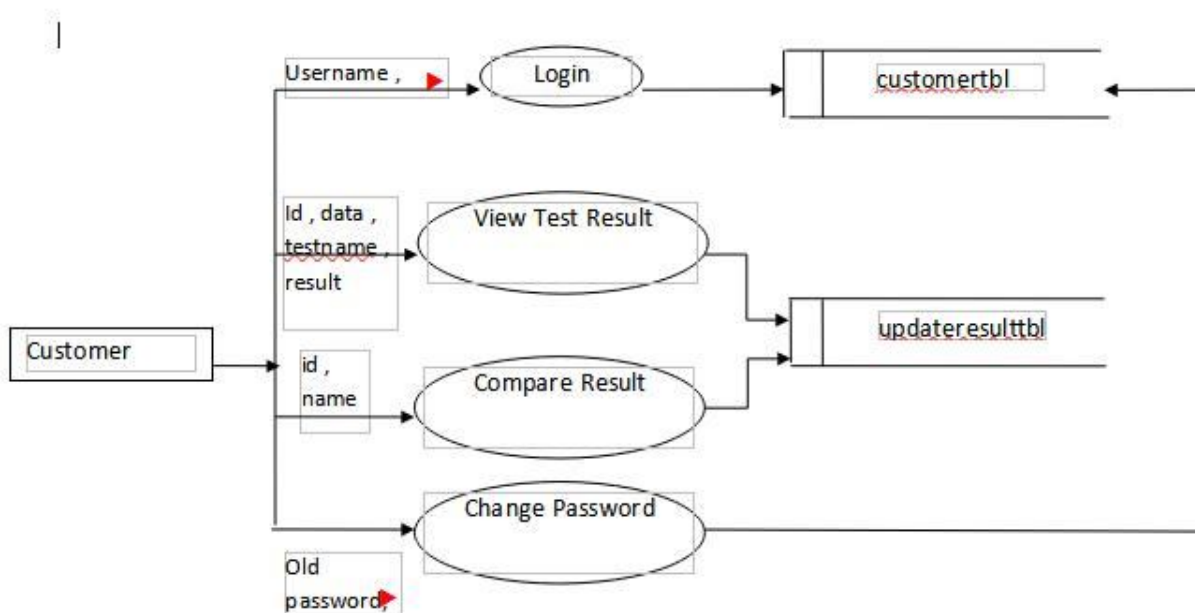 Username ,
Login
customertbl
Id , data ,
testname ,
result
View Test Result
updateresulttbl
Customer
id ,
name
Compare Result
Change Password
Old
password,